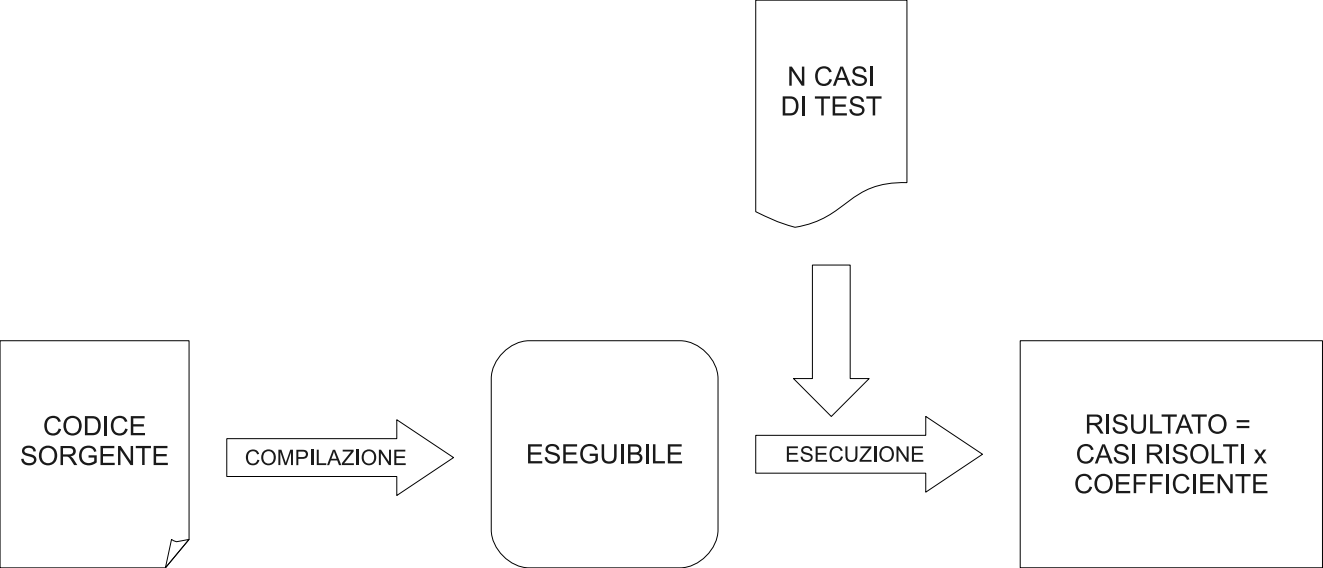 N CASI
DI TEST
CODICE
SORGENTE
COMPILAZIONE
ESEGUIBILE
ESECUZIONE
RISULTATO =
CASI RISOLTI x
COEFFICIENTE